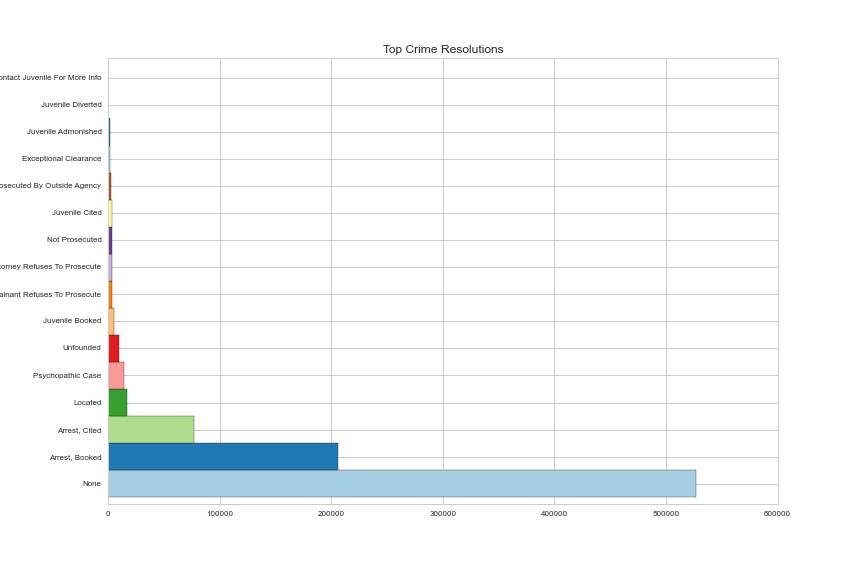 Top Crime Resolutions
ontact Juvenile For More Info
Juvenile Diverted
Juvenile Admonished
Exceptional Clearance
osecuted By Outside Agency
Juvenile Cited
Not Prosecuted
torney Refuses To Prosecute
ainant Refuses To Prosecute
Juvenile Booked
Unfounded
Psychopathic Case
Located
Arrest, Cited
Arrest, Booked
None
0 100000 200000 300000 400000 500000 600000